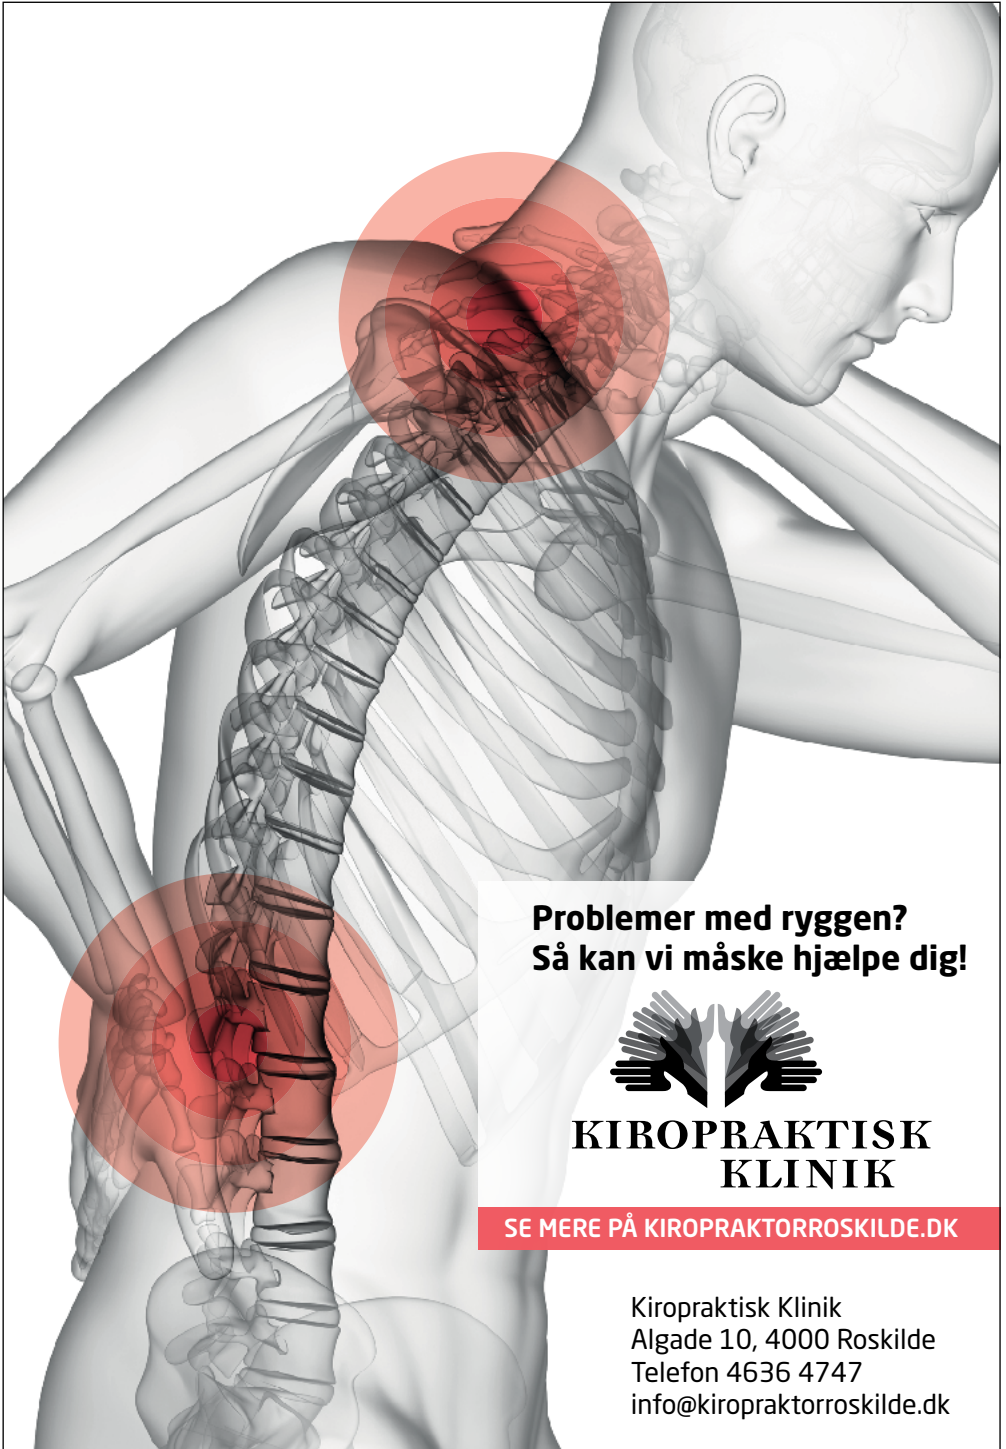 Problemer med ryggen?
Så kan vi måske hjælpe dig!
KIROPRAKTISK
KLINIK
SE MERE PÅ KIROPRAKTORROSKILDE.DK
Kiropraktisk Klinik
Algade 10, 4000 Roskilde
Telefon 4636 4747
info@kiropraktorroskilde.dk